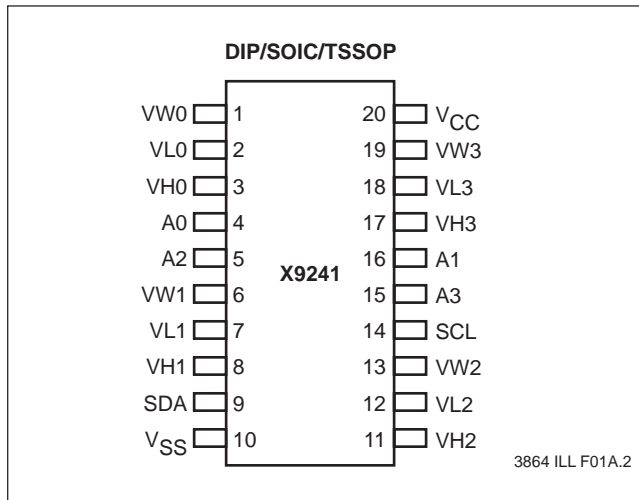 DIP/SOIC/TSSOP
VW0 1 20 VCC
VL0 2 19 VW3
VH0 3 18 VL3
A0 4 17 VH3
A2 5 16 A1
X9241
VW1 6 15 A3
VL1 7 14 SCL
VH1 8 13 VW2
SDA 9 12 VL2
VSS 10 11 VH2
3864 ILL F01A.2